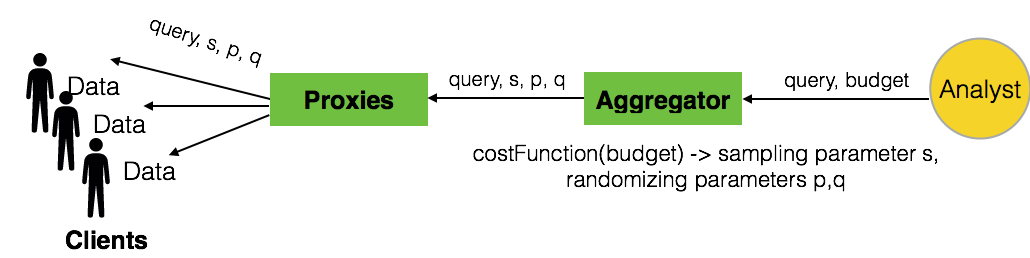 query, s, p, q
Data
Data
Data
Clients
Proxies
query, s, p, q
Aggregator
query, budget
Analyst
costFunction(budget) -> sampling parameter s,
randomizing parameters p,q